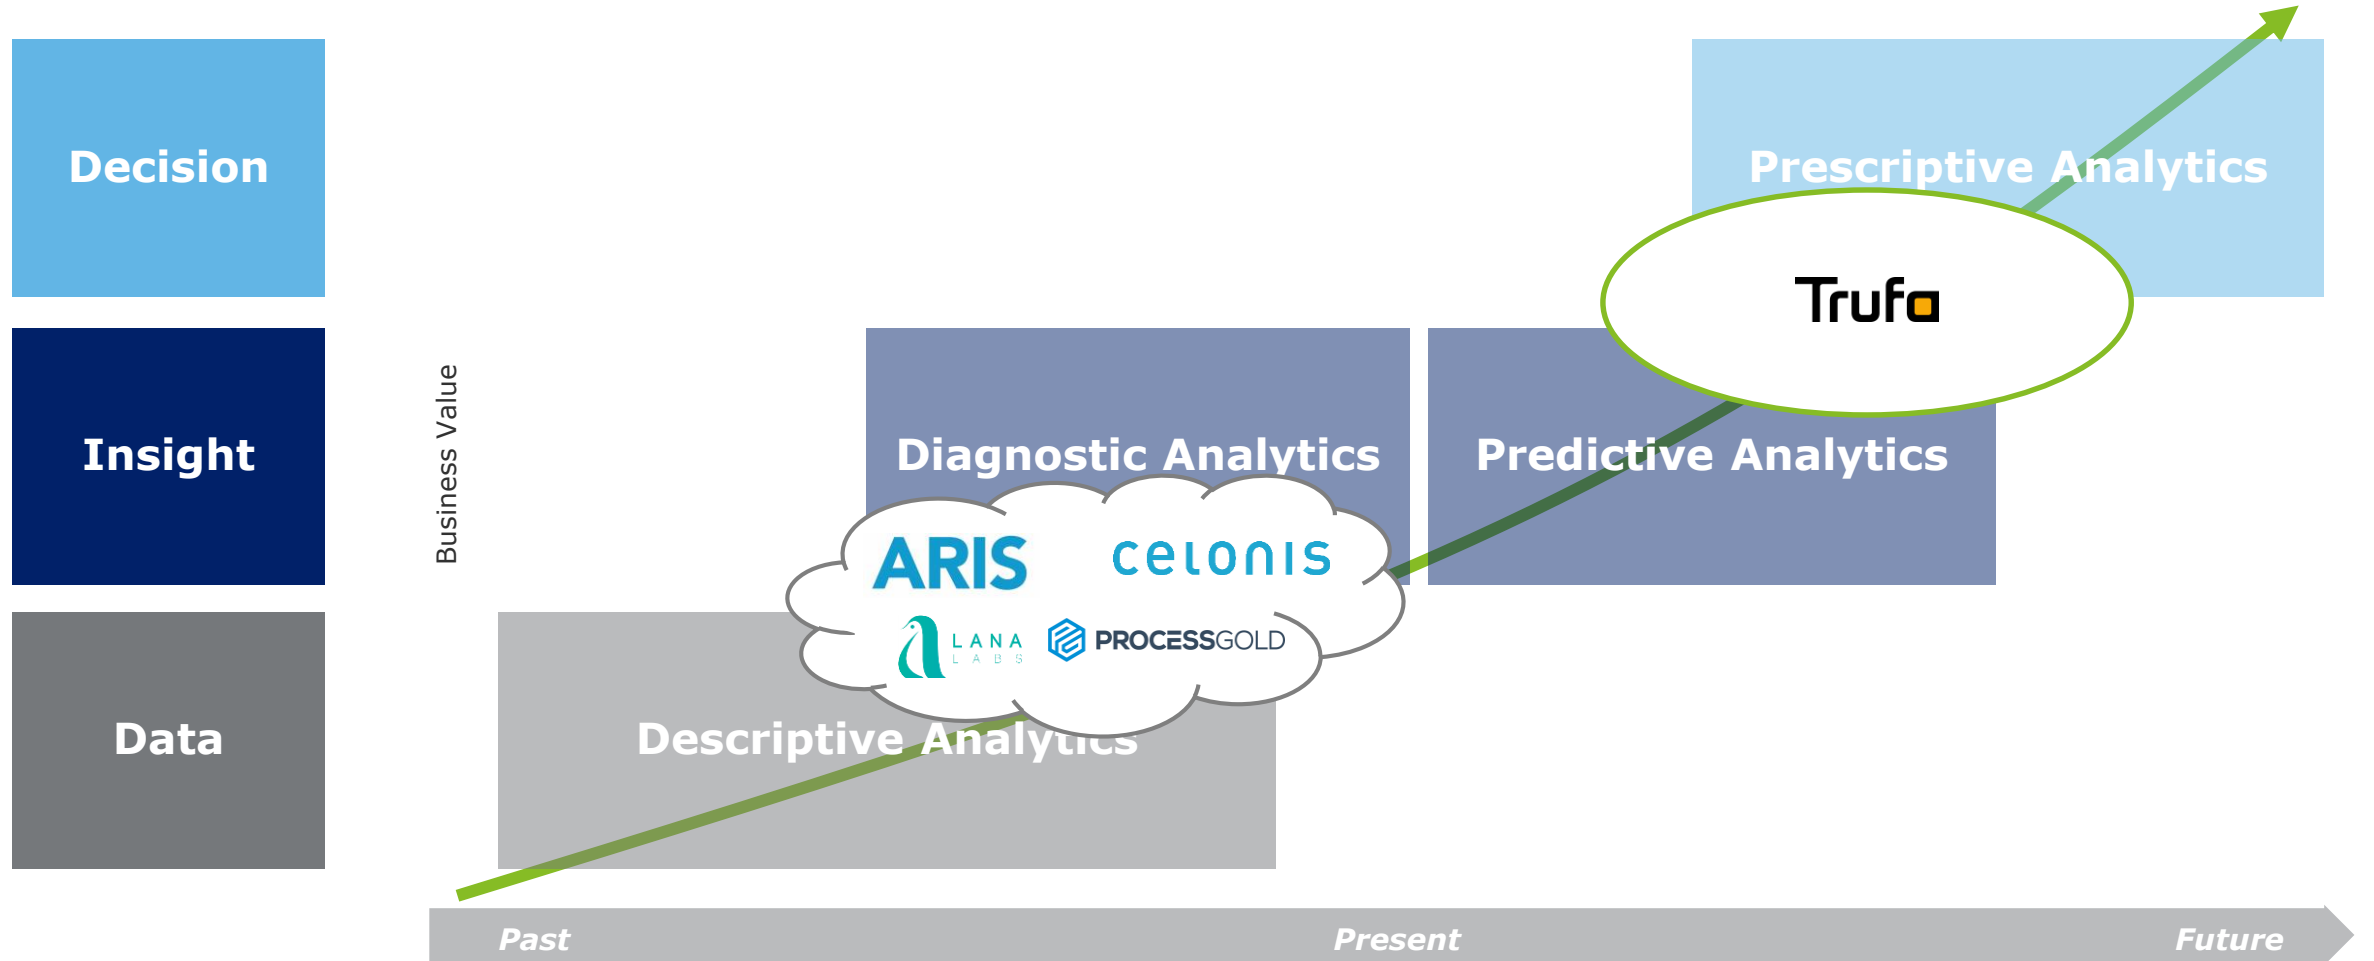 Decision
Prescriptive Analytics
Trufa
Business Value
Insight
Diagnostic Analytics
Predictive Analytics
ARIS
celonis
LANA
LABS
PROCESSGOLD
Data
Descriptive Analytics
Past
Present
Future